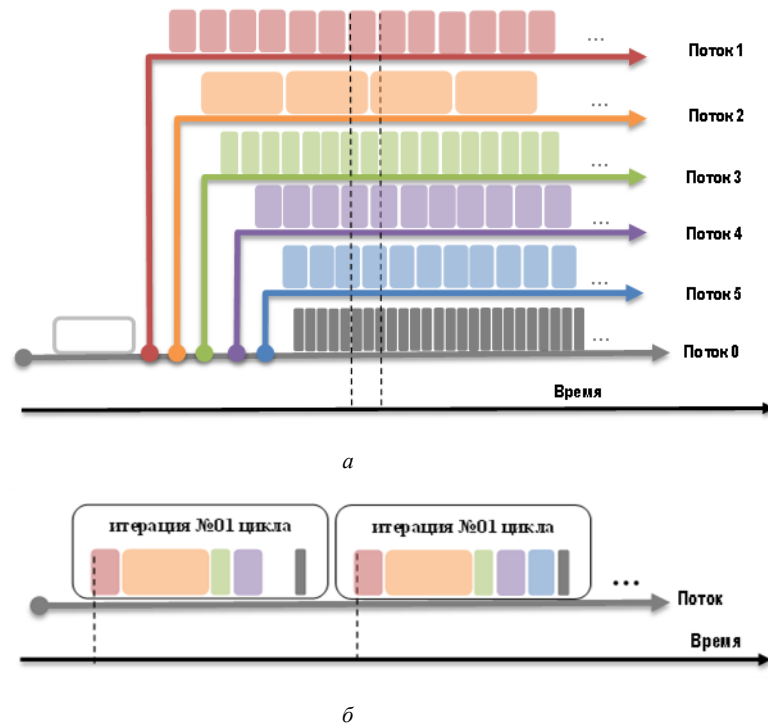 ...
Поток 1
...
Поток 2
...
Поток 3
...
Поток 4
...
Поток 5
...
Поток 0
Время
а
итерация №01 цикла
итерация №01 цикла
...
Поток
Время
б